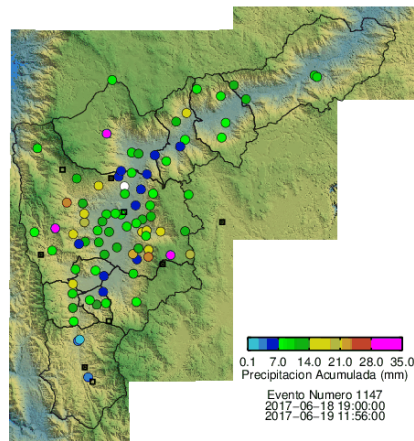 0.1 7.0 14.0 21.0 28.0 35.0
Precipitacion Acumulada (mm)
Evento Numero 1147
2017-06-18 19:00:00
2017-06-19 11:56:00